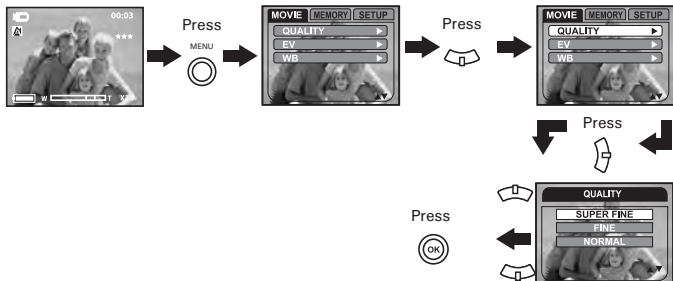 00:03
★★★
W T X2
Press
MENU
MOVIE MEMORY SETUP
QUALITY
EV
WB
Press
MOVIE MEMORY SETUP
QUALITY
EV
WB
Press
QUALITY
SUPER FINE
FINE
NORMAL
Press
OK